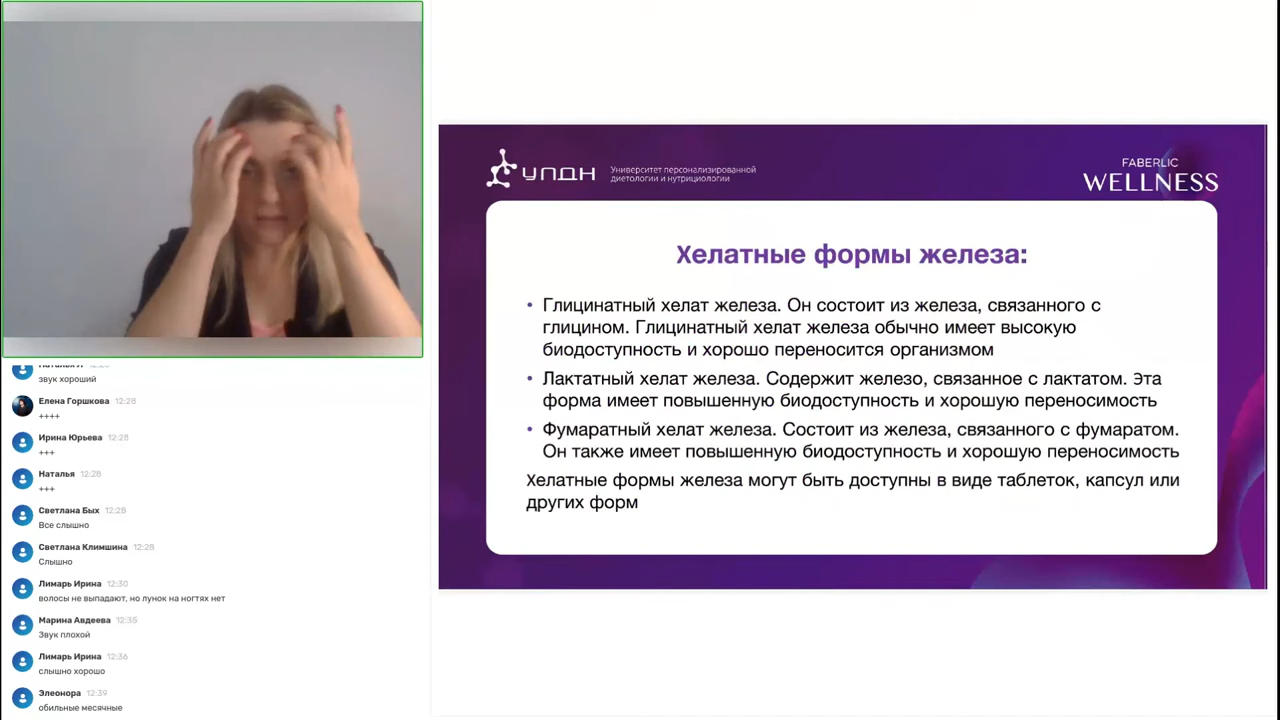 звук хороший
Елена Горшкова 12:28
++++
Ирина Юрьева 12:28
+++
Наталья 12:28
+++
Светлана Бых 12:28
Все слышно
Светлана Климшина 12:28
Слышно
Лимарь Ирина 12:30
волосы не выпадают, но лунок на ногтях нет
Марина Авдеева 12:35
Звук плохой
Лимарь Ирина 12:36
слышно хорошо
Элеонора 12:39
обильные месячные
УПДН
Университет персонализированной
диетологии и нутрициологии
FABERLIC
WELLNESS
Хелатные формы железа:
• Глицинатный хелат железа. Он состоит из железа, связанного с
глицином. Глицинатный хелат железа обычно имеет высокую
биодоступность и хорошо переносится организмом
• Лактатный хелат железа. Содержит железо, связанное с лактатом. Эта
форма имеет повышенную биодоступность и хорошую переносимость
• Фумаратный хелат железа. Состоит из железа, связанного с фумаратом.
Он также имеет повышенную биодоступность и хорошую переносимость
Хелатные формы железа могут быть доступны в виде таблеток, капсул или
других форм